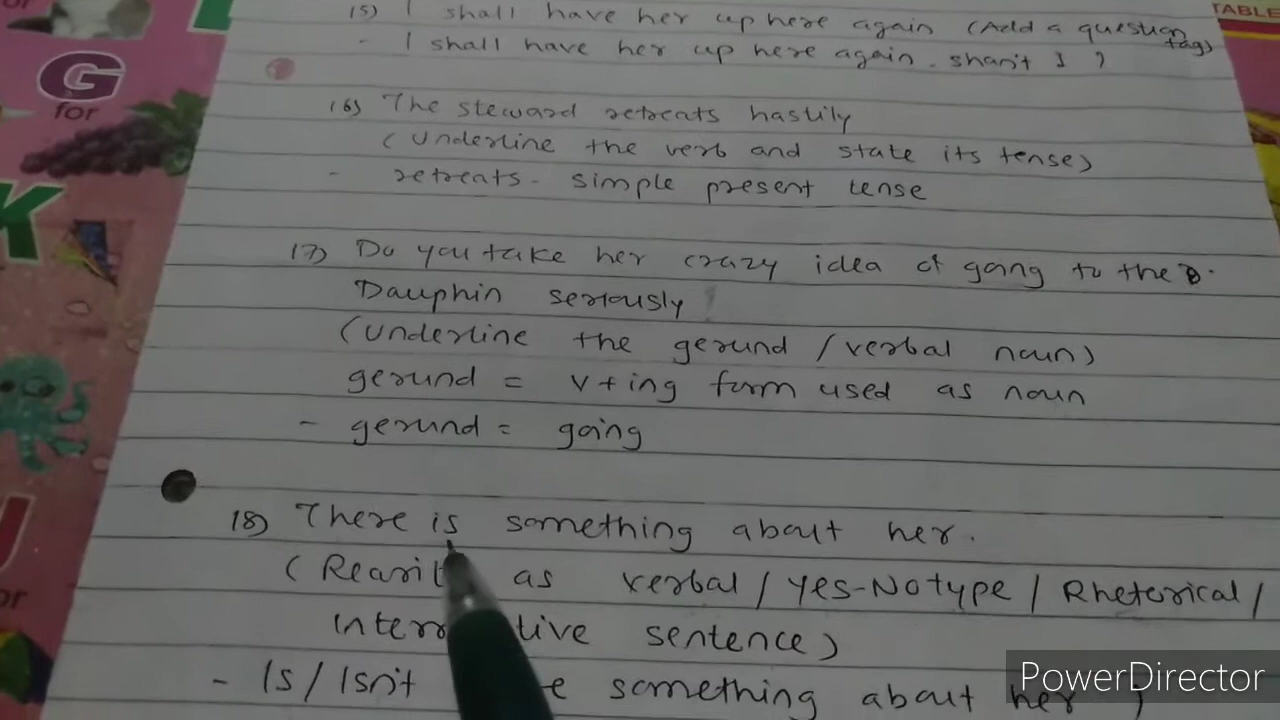 15) I shall have her up here again (Add a question tag)
- I shall have her up here again. shan't I ?
G
for
16) The steward retreats hastily
(underline the verb and state its tense)
- retreats - simple present tense
K
17) Do you take her crazy idea of going to the
Dauphin seriously
(underline the gerund / verbal noun)
gerund = v+ing form used as noun
- gerund = going
18) There is something about her.
as verbal / Yes-No type / Rhetorical /
sentence)
- Is / Isn't something about her ?
TABLE
PowerDirector